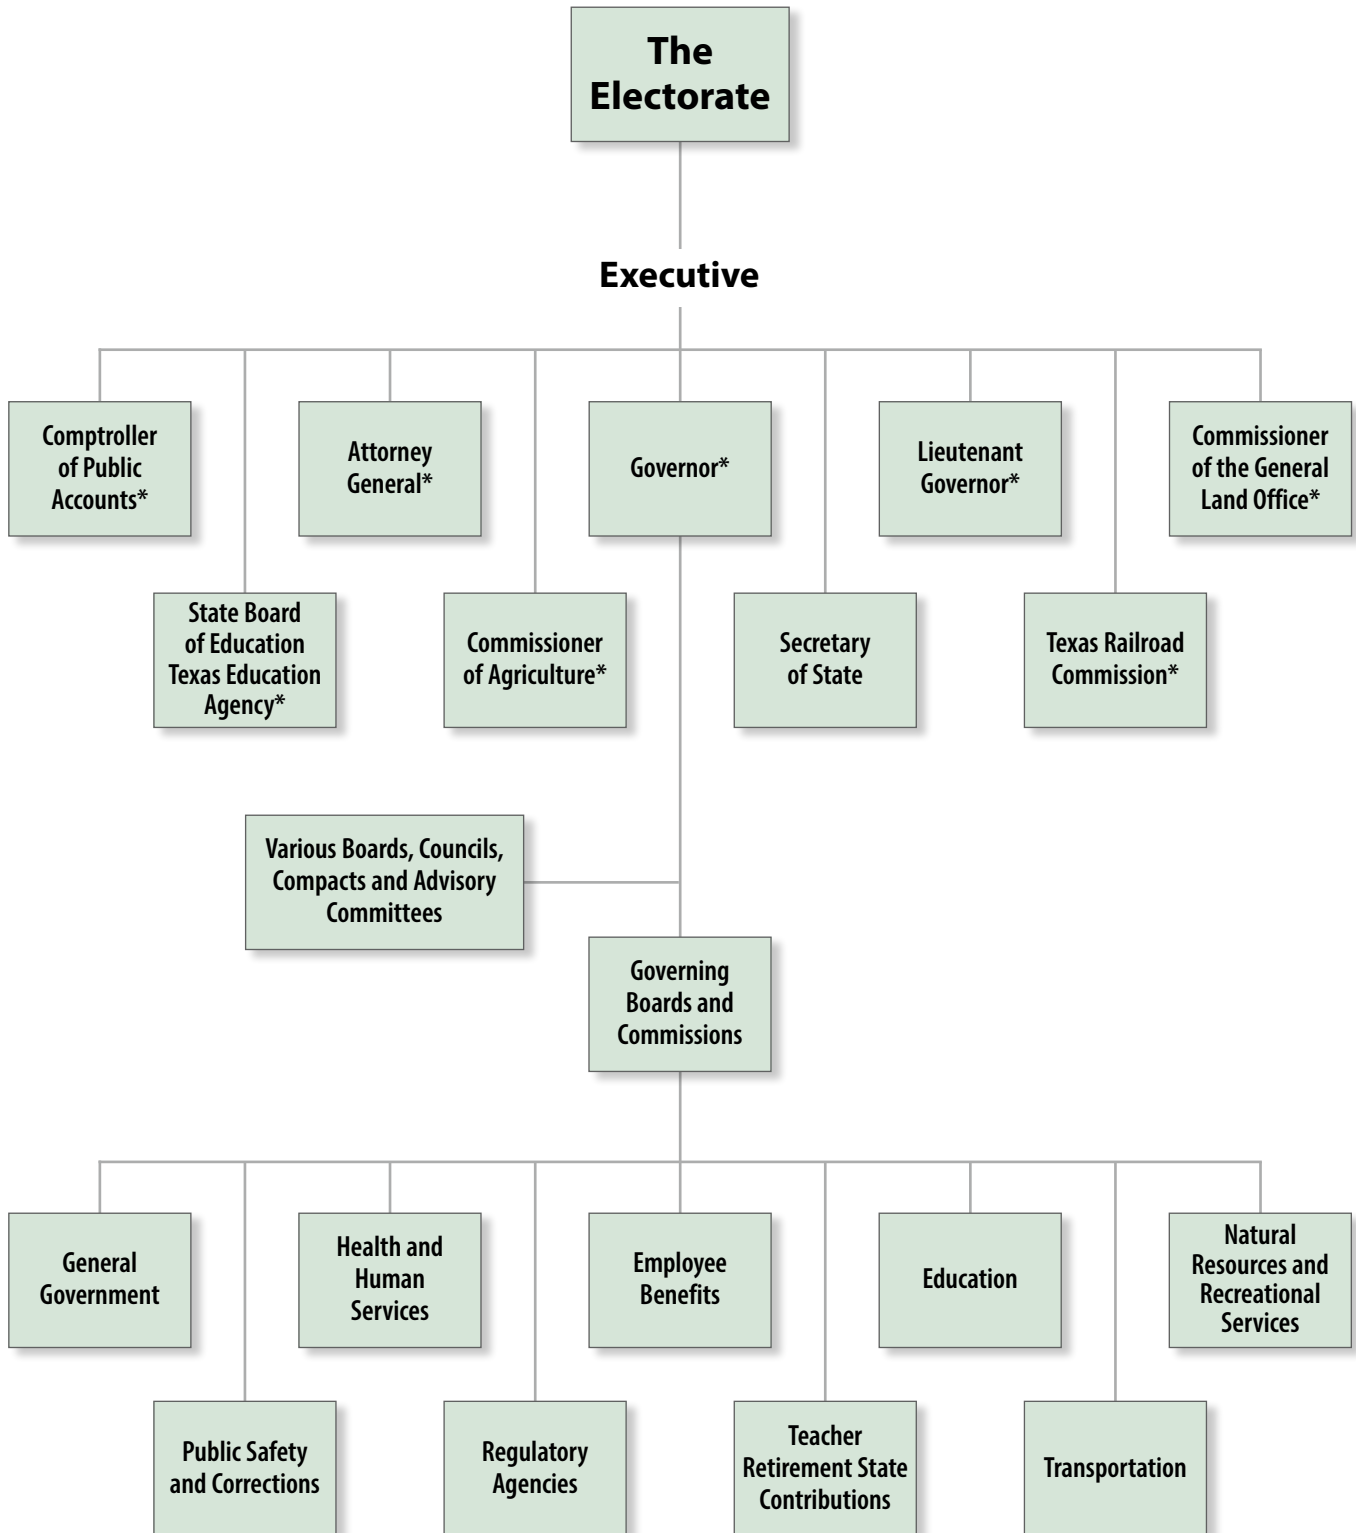 The
Electorate
Executive
Comptroller
of Public
Accounts*
Attorney
General*
Governor*
Lieutenant
Governor*
Commissioner
of the General
Land Office*
State Board
of Education
Texas Education
Agency*
Commissioner
of Agriculture*
Secretary
of State
Texas Railroad
Commission*
Various Boards, Councils,
Compacts and Advisory
Committees
Governing
Boards and
Commissions
General
Government
Health and
Human
Services
Employee
Benefits
Education
Natural
Resources and
Recreational
Services
Public Safety
and Corrections
Regulatory
Agencies
Teacher
Retirement State
Contributions
Transportation